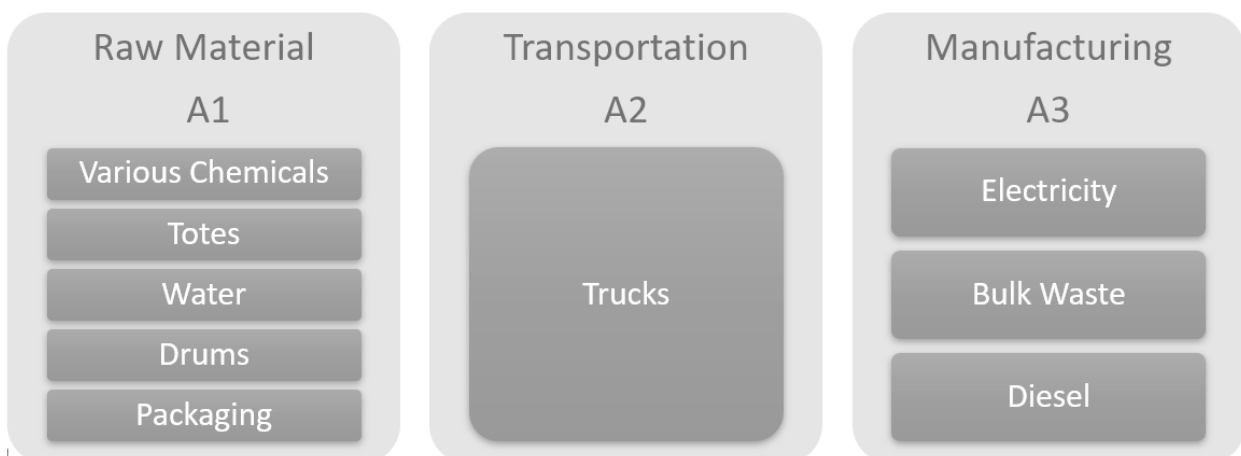 Raw Material
A1
Various Chemicals
Totes
Water
Drums
Packaging
Transportation
A2
Trucks
Manufacturing
A3
Electricity
Bulk Waste
Diesel